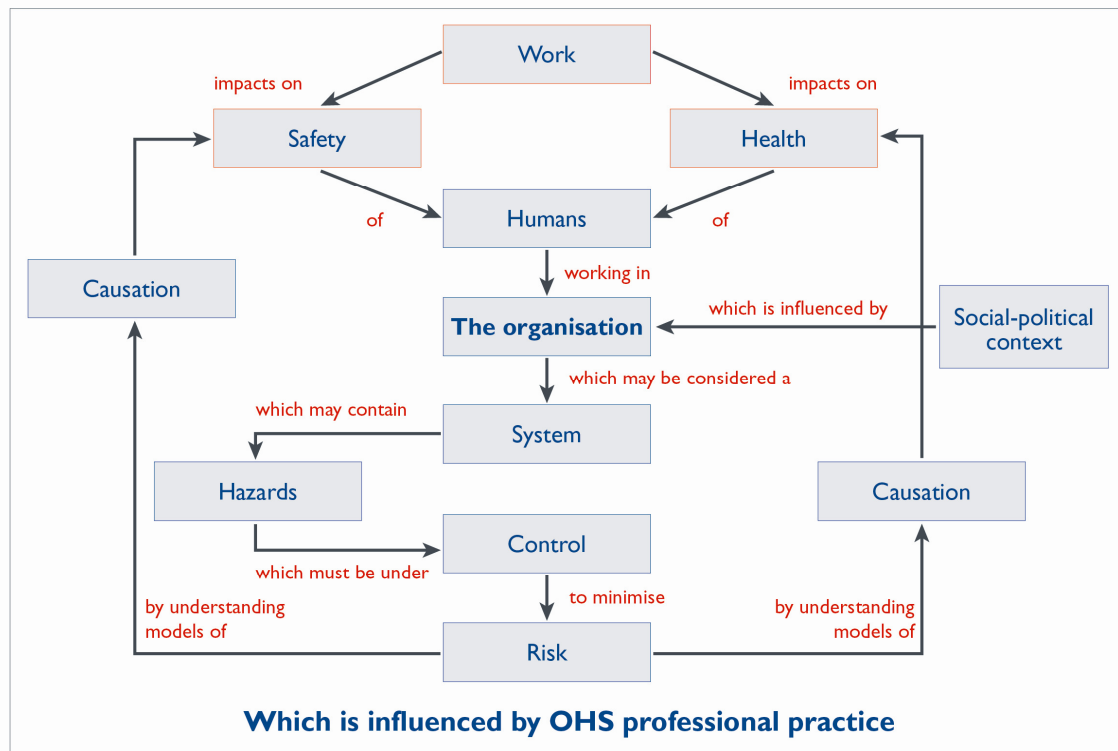 Work
impacts on
impacts on
Safety
Health
Humans
of
of
working in
Causation
The organisation
which is influenced by
Social-political
context
which may be considered a
which may contain
System
Hazards
Causation
Control
which must be under
to minimise
by understanding
models of
by understanding
models of
Risk
Which is influenced by OHS professional practice